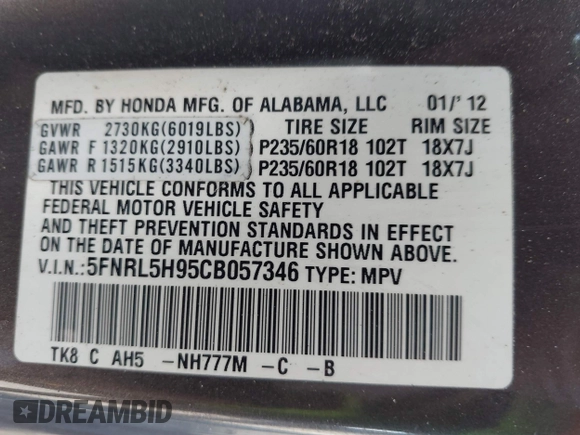 MFD. BY HONDA MFG. OF ALABAMA, LLC 01/'12
GVWR 2730KG(6019LBS) TIRE SIZE RIM SIZE
GAWR F 1320KG(2910LBS) P235/60R18 102T 18X7J
GAWR R 1515KG(3340LBS) P235/60R18 102T 18X7J
THIS VEHICLE CONFORMS TO ALL APPLICABLE
FEDERAL MOTOR VEHICLE SAFETY
AND THEFT PREVENTION STANDARDS IN EFFECT
ON THE DATE OF MANUFACTURE SHOWN ABOVE.
V.I.N.:5FNRL5H95CB057346 TYPE: MPV
TK8 C AH5 -NH777M -C -B
DREAMBID